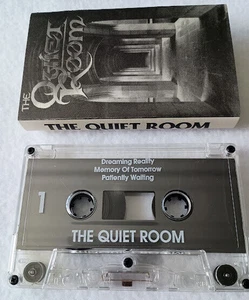 THE
Quiet
Room
THE QUIET ROOM
Dreaming Reality
Memory Of Tomorrow
Patiently Waiting
1
THE QUIET ROOM